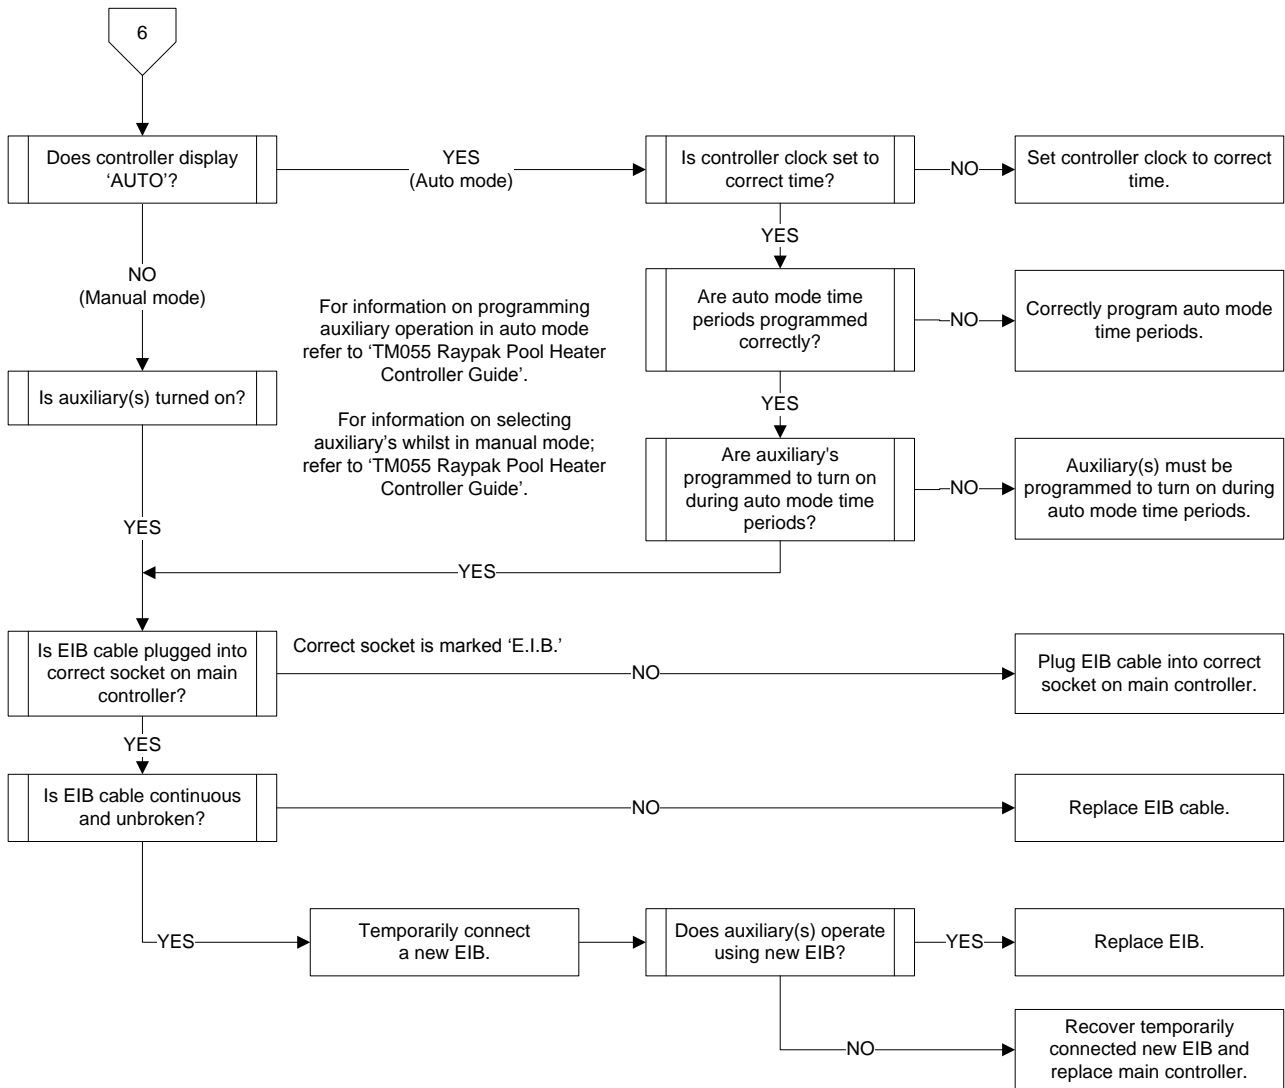 6
Does controller display
‘AUTO’?
YES
(Auto mode)
Is controller clock set to
correct time?
NO
Set controller clock to correct
time.
YES
NO
(Manual mode)
For information on programming
auxiliary operation in auto mode
refer to ‘TM055 Raypak Pool Heater
Controller Guide’.
Are auto mode time
periods programmed
correctly?
NO
Correctly program auto mode
time periods.
Is auxiliary(s) turned on?
YES
For information on selecting
auxiliary’s whilst in manual mode;
refer to ‘TM055 Raypak Pool Heater
Controller Guide’.
Are auxiliary's
programmed to turn on
during auto mode time
periods?
NO
Auxiliary(s) must be
programmed to turn on during
auto mode time periods.
YES
YES
Is EIB cable plugged into
correct socket on main
controller?
Correct socket is marked ‘E.I.B.’
NO
Plug EIB cable into correct
socket on main controller.
YES
Is EIB cable continuous
and unbroken?
NO
Replace EIB cable.
YES
Temporarily connect
a new EIB.
Does auxiliary(s) operate
using new EIB?
YES
Replace EIB.
NO
Recover temporarily
connected new EIB and
replace main controller.